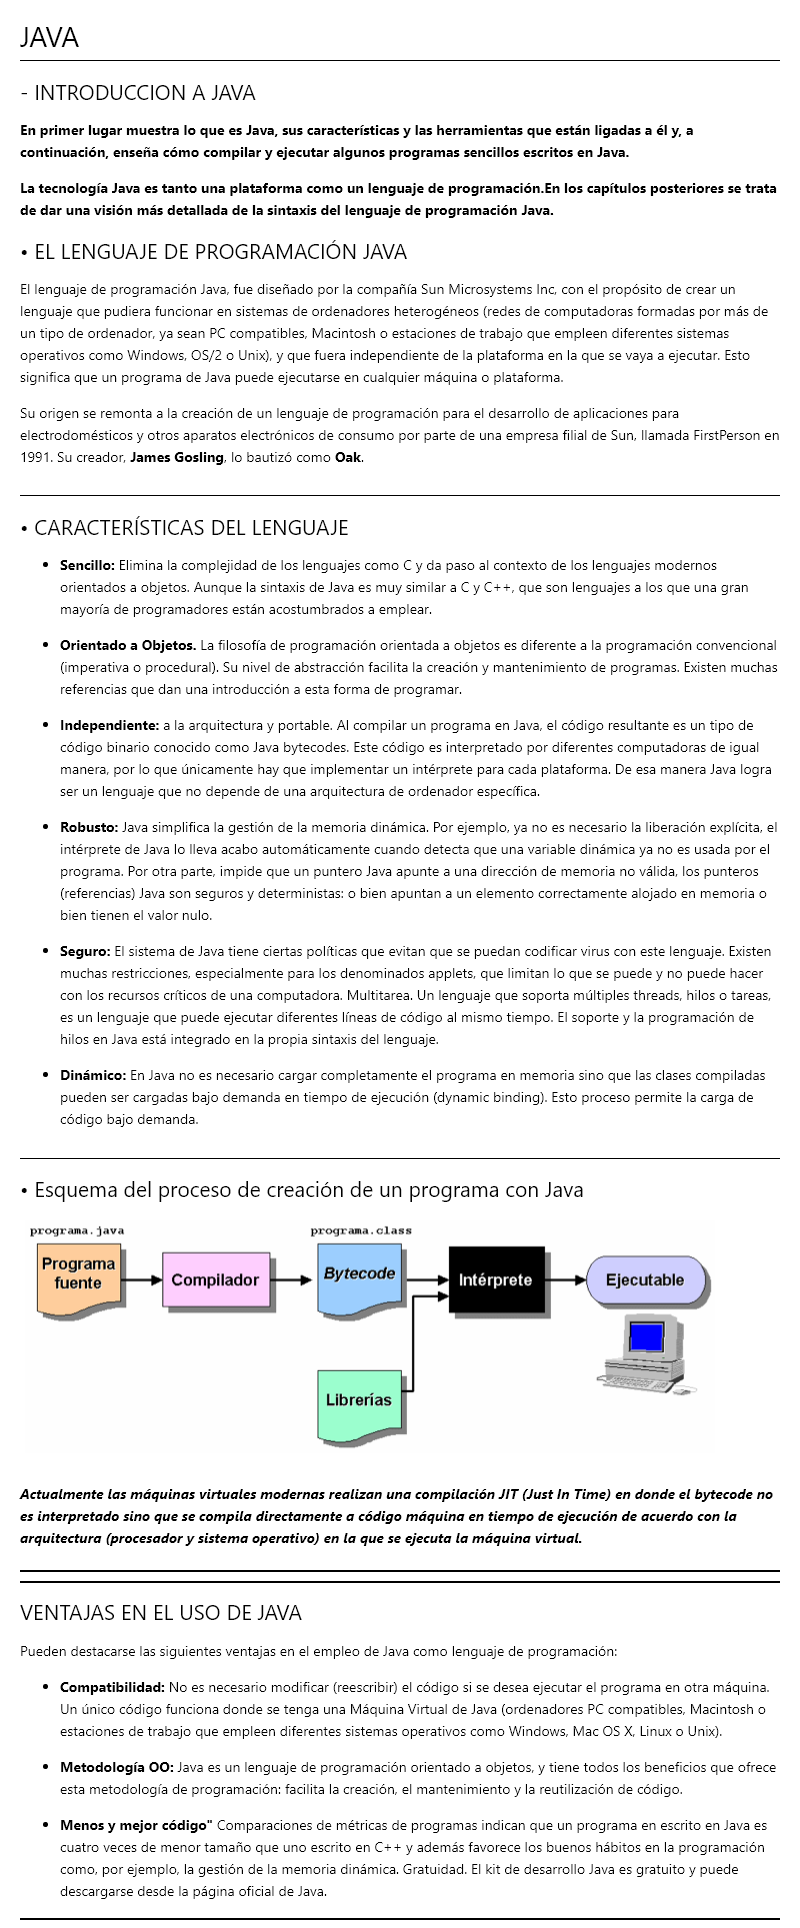 JAVA
- INTRODUCCION A JAVA
En primer lugar muestra lo que es Java, sus características y las herramientas que están ligadas a él y, a
continuación, enseña cómo compilar y ejecutar algunos programas sencillos escritos en Java.
La tecnología Java es tanto una plataforma como un lenguaje de programación.En los capítulos posteriores se trata
de dar una visión más detallada de la sintaxis del lenguaje de programación Java.
• EL LENGUAJE DE PROGRAMACIÓN JAVA
El lenguaje de programación Java, fue diseñado por la compañía Sun Microsystems Inc, con el propósito de crear un
lenguaje que pudiera funcionar en sistemas de ordenadores heterogéneos (redes de computadoras formadas por más de
un tipo de ordenador, ya sean PC compatibles, Macintosh o estaciones de trabajo que empleen diferentes sistemas
operativos como Windows, OS/2 o Unix), y que fuera independiente de la plataforma en la que se vaya a ejecutar. Esto
significa que un programa de Java puede ejecutarse en cualquier máquina o plataforma.
Su origen se remonta a la creación de un lenguaje de programación para el desarrollo de aplicaciones para
electrodomésticos y otros aparatos electrónicos de consumo por parte de una empresa filial de Sun, llamada FirstPerson en
1991. Su creador, James Gosling, lo bautizó como Oak.
• CARACTERÍSTICAS DEL LENGUAJE
• Sencillo: Elimina la complejidad de los lenguajes como C y da paso al contexto de los lenguajes modernos
orientados a objetos. Aunque la sintaxis de Java es muy similar a C y C++, que son lenguajes a los que una gran
mayoría de programadores están acostumbrados a emplear.
• Orientado a Objetos. La filosofía de programación orientada a objetos es diferente a la programación convencional
(imperativa o procedural). Su nivel de abstracción facilita la creación y mantenimiento de programas. Existen muchas
referencias que dan una introducción a esta forma de programar.
• Independiente: a la arquitectura y portable. Al compilar un programa en Java, el código resultante es un tipo de
código binario conocido como Java bytecodes. Este código es interpretado por diferentes computadoras de igual
manera, por lo que únicamente hay que implementar un intérprete para cada plataforma. De esa manera Java logra
ser un lenguaje que no depende de una arquitectura de ordenador específica.
• Robusto: Java simplifica la gestión de la memoria dinámica. Por ejemplo, ya no es necesario la liberación explícita, el
intérprete de Java lo lleva acabo automáticamente cuando detecta que una variable dinámica ya no es usada por el
programa. Por otra parte, impide que un puntero Java apunte a una dirección de memoria no válida, los punteros
(referencias) Java son seguros y deterministas: o bien apuntan a un elemento correctamente alojado en memoria o
bien tienen el valor nulo.
• Seguro: El sistema de Java tiene ciertas políticas que evitan que se puedan codificar virus con este lenguaje. Existen
muchas restricciones, especialmente para los denominados applets, que limitan lo que se puede y no puede hacer
con los recursos críticos de una computadora. Multitarea. Un lenguaje que soporta múltiples threads, hilos o tareas,
es un lenguaje que puede ejecutar diferentes líneas de código al mismo tiempo. El soporte y la programación de
hilos en Java está integrado en la propia sintaxis del lenguaje.
• Dinámico: En Java no es necesario cargar completamente el programa en memoria sino que las clases compiladas
pueden ser cargadas bajo demanda en tiempo de ejecución (dynamic binding). Esto proceso permite la carga de
código bajo demanda.
• Esquema del proceso de creación de un programa con Java
programa.java
programa.class
Programa
fuente
Compilador
Bytecode
Intérprete
Ejecutable
Librerías
Actualmente las máquinas virtuales modernas realizan una compilación JIT (Just In Time) en donde el bytecode no
es interpretado sino que se compila directamente a código máquina en tiempo de ejecución de acuerdo con la
arquitectura (procesador y sistema operativo) en la que se ejecuta la máquina virtual.
VENTAJAS EN EL USO DE JAVA
Pueden destacarse las siguientes ventajas en el empleo de Java como lenguaje de programación:
• Compatibilidad: No es necesario modificar (reescribir) el código si se desea ejecutar el programa en otra máquina.
Un único código funciona donde se tenga una Máquina Virtual de Java (ordenadores PC compatibles, Macintosh o
estaciones de trabajo que empleen diferentes sistemas operativos como Windows, Mac OS X, Linux o Unix).
• Metodología OO: Java es un lenguaje de programación orientado a objetos, y tiene todos los beneficios que ofrece
esta metodología de programación: facilita la creación, el mantenimiento y la reutilización de código.
• Menos y mejor código" Comparaciones de métricas de programas indican que un programa en escrito en Java es
cuatro veces de menor tamaño que uno escrito en C++ y además favorece los buenos hábitos en la programación
como, por ejemplo, la gestión de la memoria dinámica. Gratuidad. El kit de desarrollo Java es gratuito y puede
descargarse desde la página oficial de Java.